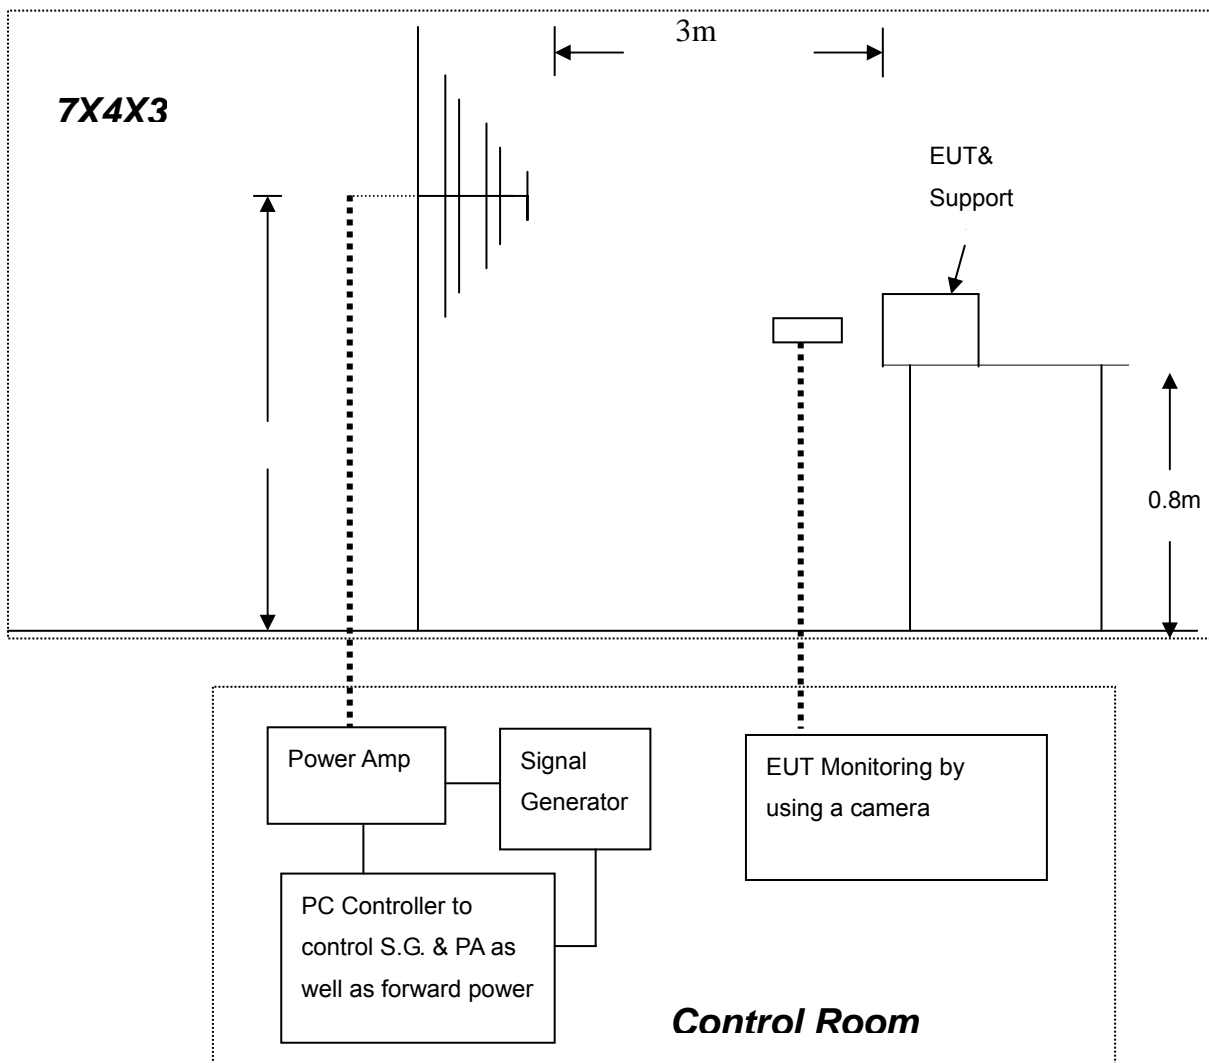 3m
7X4X3
EUT&
Support
0.8m
Power Amp
Signal
Generator
EUT Monitoring by
using a camera
PC Controller to
control S.G. & PA as
well as forward power
Control Room